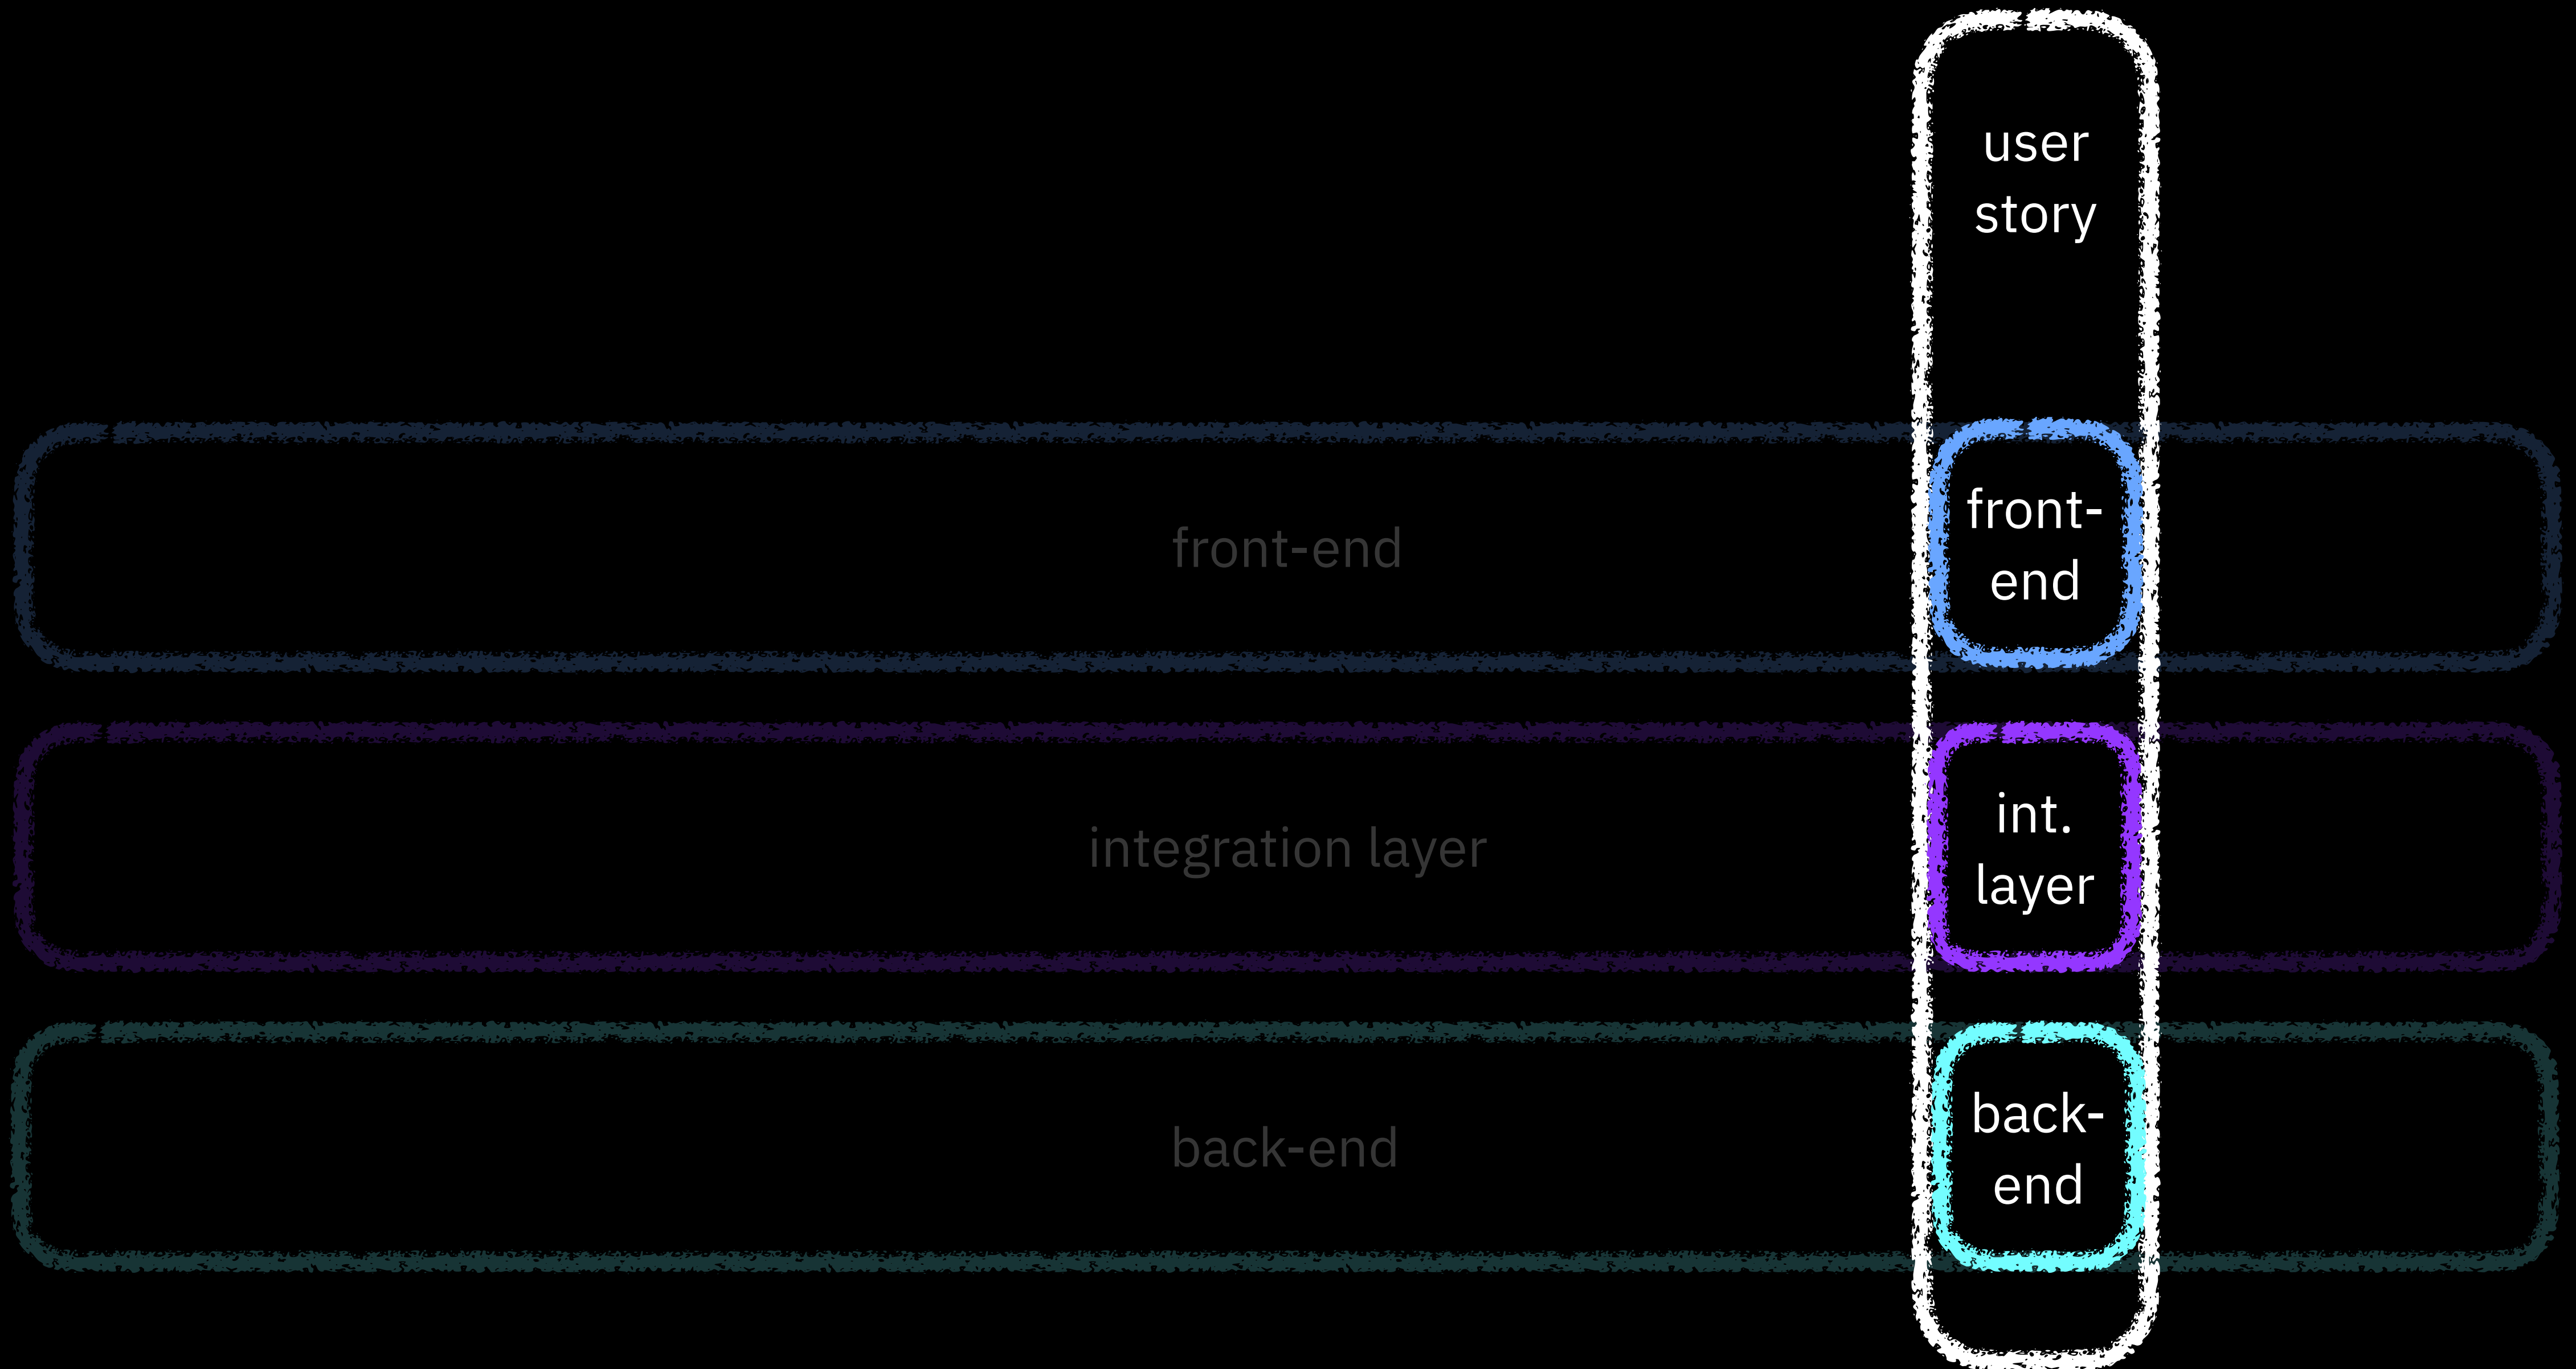 user
story
front-end
front-
end
integration layer
int.
layer
back-end
back-
end